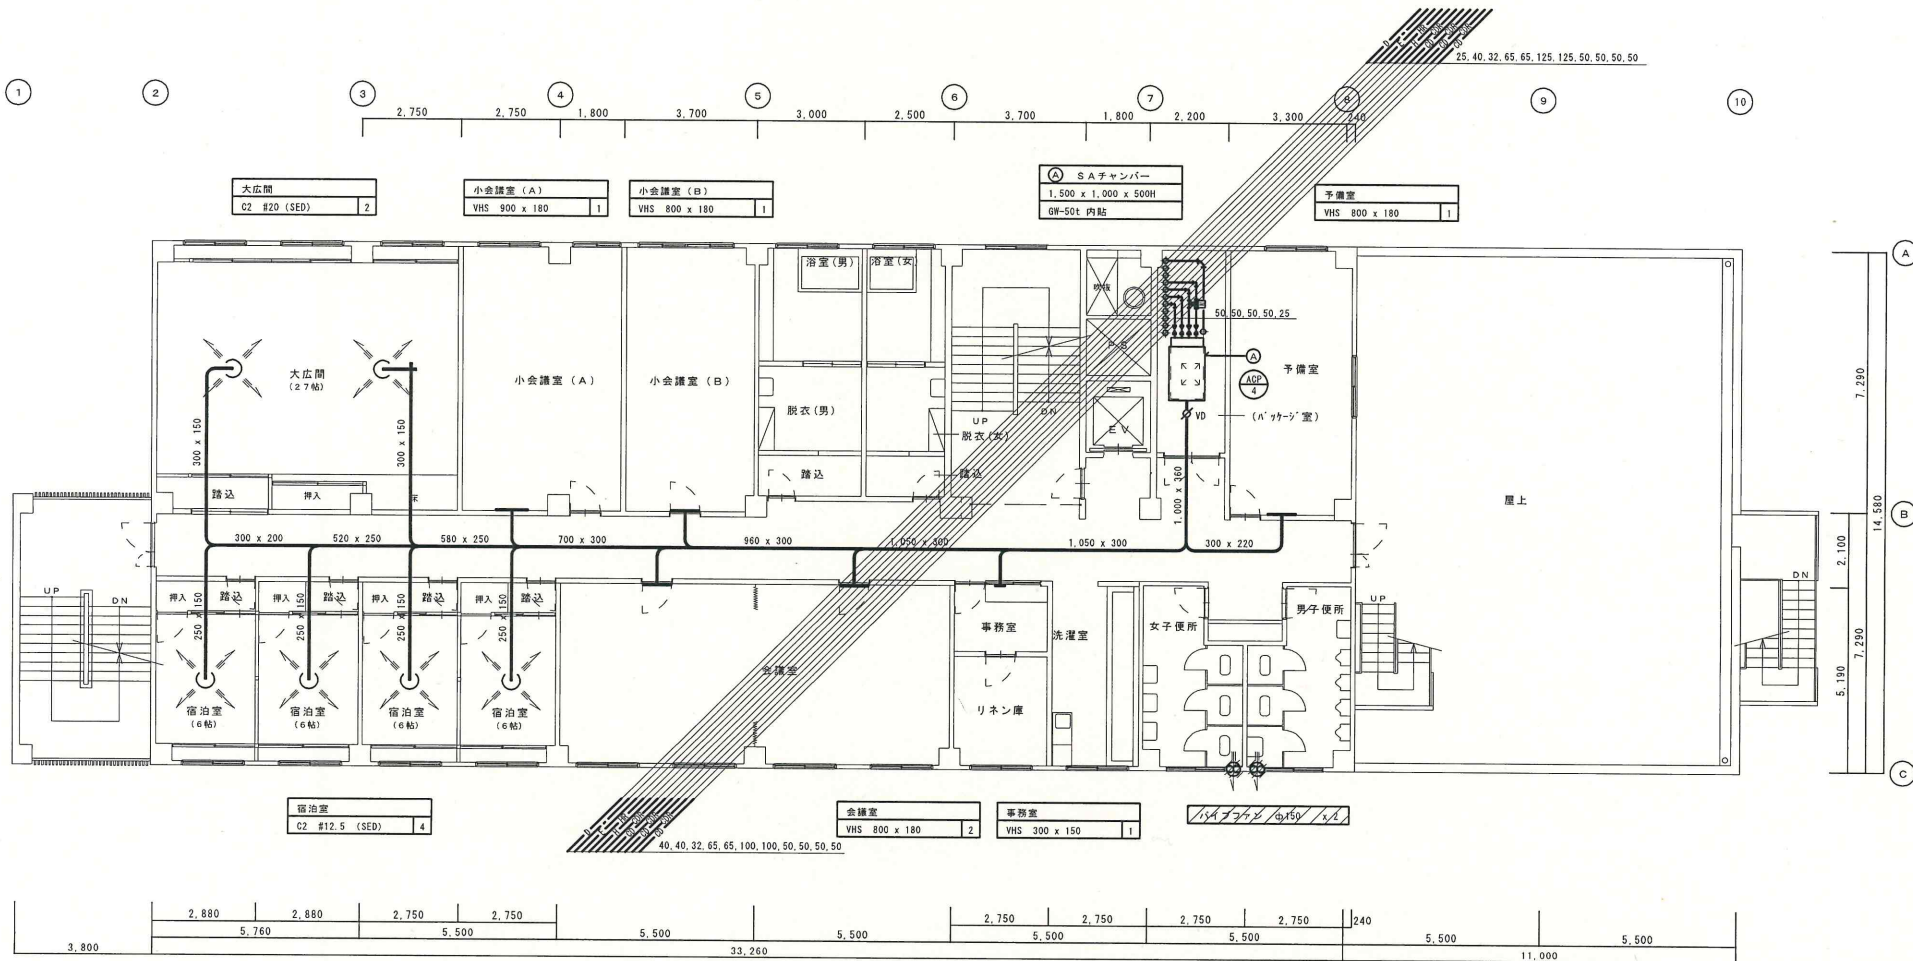 25,40,32,65,65,125,125,50,50,50,50
1
2
3
4
5
6
7
8
9
10
2,750
2,750
1,800
3,700
3,000
2,500
3,700
1,800
2,200
3,300
240
大広間
C2 #20 (SED) 2
小会議室 (A)
VHS 900 x 180 1
小会議室 (B)
VHS 800 x 180 1
A SAチャンバー
1,500 x 1,000 x 500H
GW-50t 内貼
予備室
VHS 800 x 180 1
A
浴室(男)
浴室(女)
50,50,50,50,25
PS
A
ACP
4
大広間
(27帖)
小会議室 (A)
小会議室 (B)
脱衣(男)
脱衣(女)
UP
DN
EV
VD
予備室
(パッケージ室)
7,290
300 x 150
300 x 150
踏込
押入
床
踏込
踏込
1,000 x 360
屋上
B
14,580
300 x 200
520 x 250
580 x 250
700 x 300
960 x 300
1,050 x 300
1,050 x 300
300 x 220
2,100
UP
DN
押入
踏込
押入
踏込
押入
踏込
押入
踏込
250 x 150
250 x 150
250 x 150
250 x 150
事務室
洗濯室
女子便所
男子便所
UP
DN
会議室
リネン庫
宿泊室
(6帖)
宿泊室
(6帖)
宿泊室
(6帖)
宿泊室
(6帖)
5,190
7,290
C
宿泊室
C2 #12.5 (SED) 4
会議室
VHS 800 x 180 2
事務室
VHS 300 x 150 1
パイプファン φ150 x 2
40,40,32,65,65,100,100,50,50,50,50
2,880
2,880
2,750
2,750
2,750
2,750
2,750
2,750
240
5,760
5,500
5,500
5,500
5,500
5,500
5,500
5,500
3,800
33,260
11,000